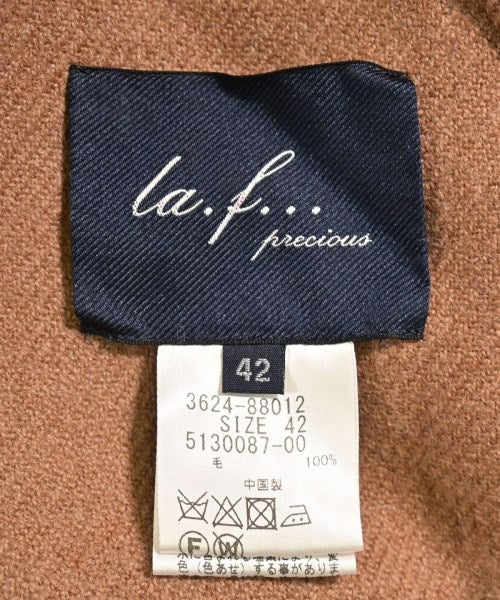 la.f...
precious
42
3624-88012
SIZE 42
5130087-00
毛 100%
中国製
F W
色(色あせ)する事がありま